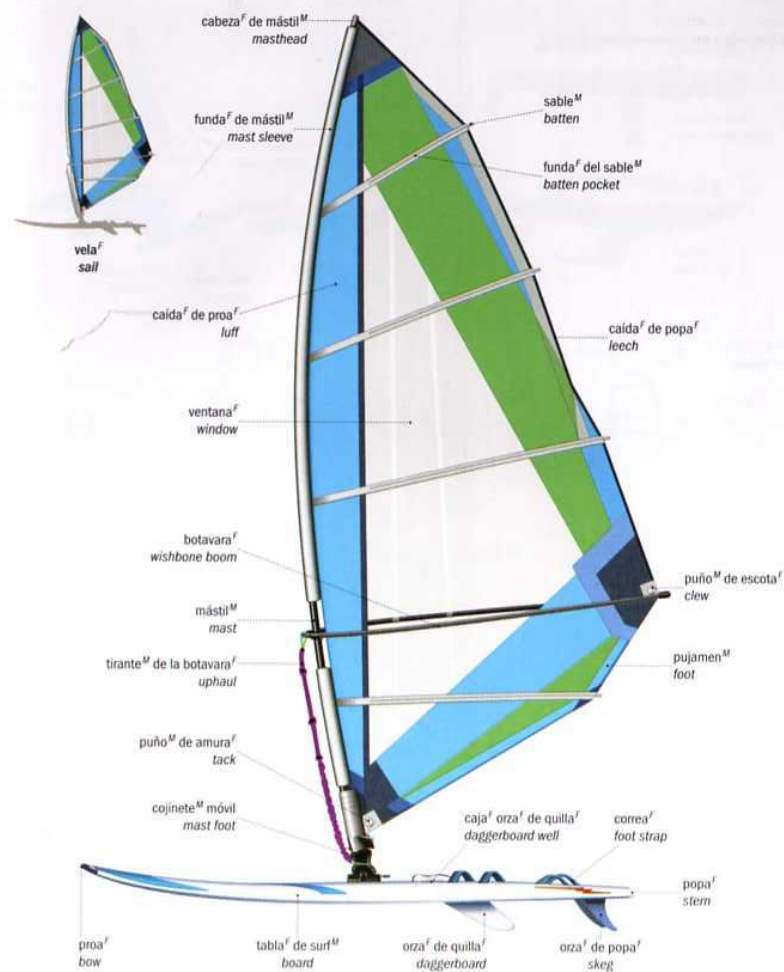 cabezaF de mástilM
masthead
fundaF de mástilM
mast sleeve
sableM
batten
fundaF del sableM
batten pocket
velaF
sail
caídaF de proaF
luff
caídaF de popaF
leech
ventanaF
window
botavaraF
wishbone boom
puñoM de escotaF
clew
mástilM
mast
tiranteM de la botavaraF
uphaul
pujamenM
foot
puñoM de amuraF
tack
cojineteM móvil
mast foot
cajaF orzaF de quillaF
daggerboard well
correaF
foot strap
popaF
stern
proaF
bow
tablaF de surfM
board
orzaF de quillaF
daggerboard
orzaF de popaF
skeg